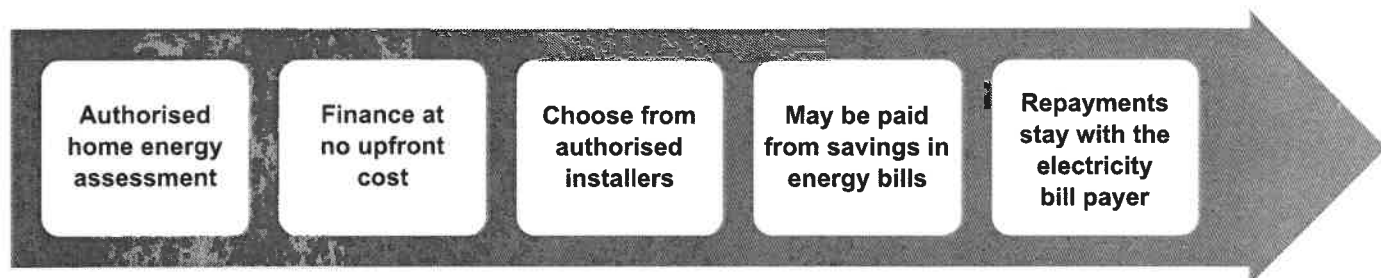 Authorised
home energy
assessment
Finance at
no upfront
cost
Choose from
authorised
installers
May be paid
from savings in
energy bills
Repayments
stay with the
electricity
bill payer